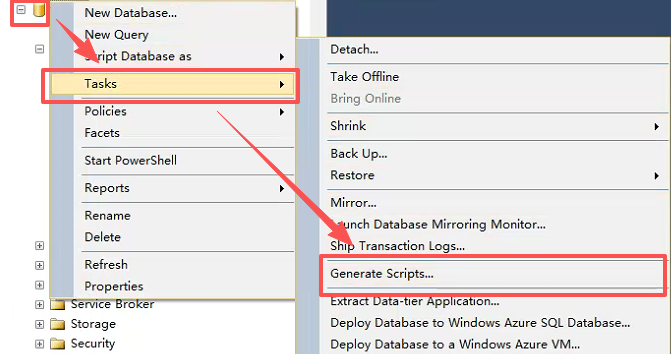 New Database...
New Query
Script Database as
Tasks
Policies
Facets
Start PowerShell
Reports
Rename
Delete
Refresh
Properties
Service Broker
Storage
Security
Detach...
Take Offline
Bring Online
Shrink
Back Up...
Restore
Mirror...
Launch Database Mirroring Monitor...
Ship Transaction Logs...
Generate Scripts...
Extract Data-tier Application...
Deploy Database to Windows Azure SQL Database...
Deploy Database to a Windows Azure VM...